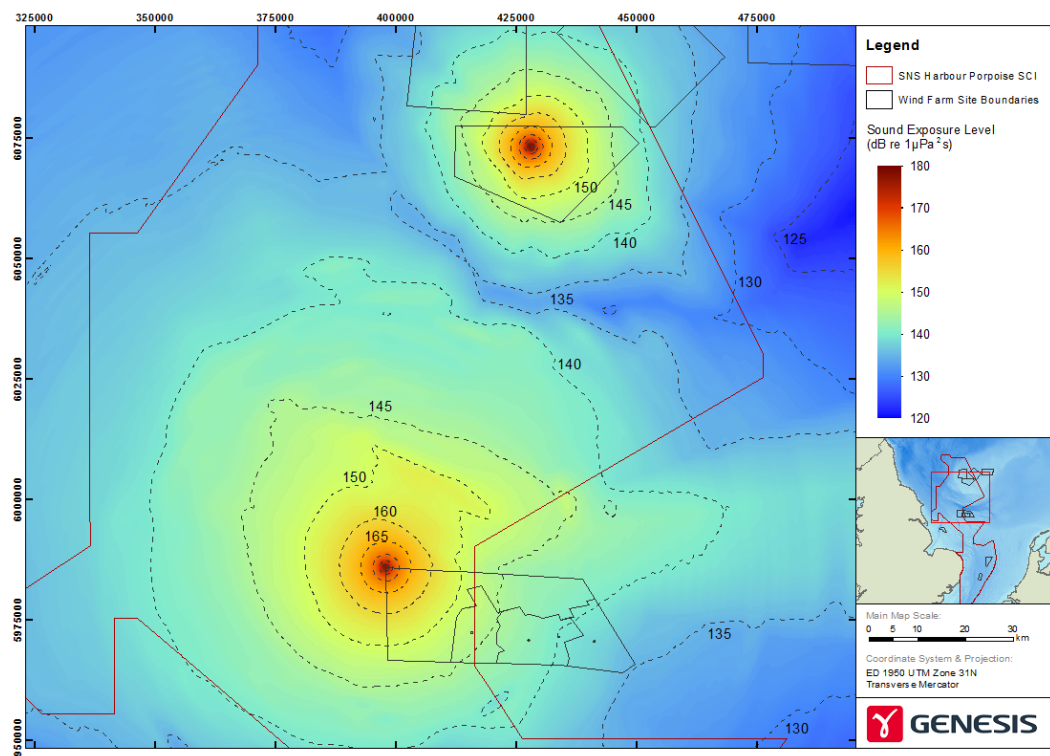 325000 350000 375000 400000 425000 450000 475000
6075000
6050000
6025000
6000000
5975000
5950000
150
145
140
125
130
135
140
145
150
160
165
135
130
Legend
SNS Harbour Porpoise SCI
Wind Farm Site Boundaries
Sound Exposure Level
(dB re 1µPa²s)
180
170
160
150
140
130
120
Main Map Scale:
0 5 10 20 30
km
Coordinate System & Projection:
ED 1950 UTM Zone 31N
Transverse Mercator
GENESIS